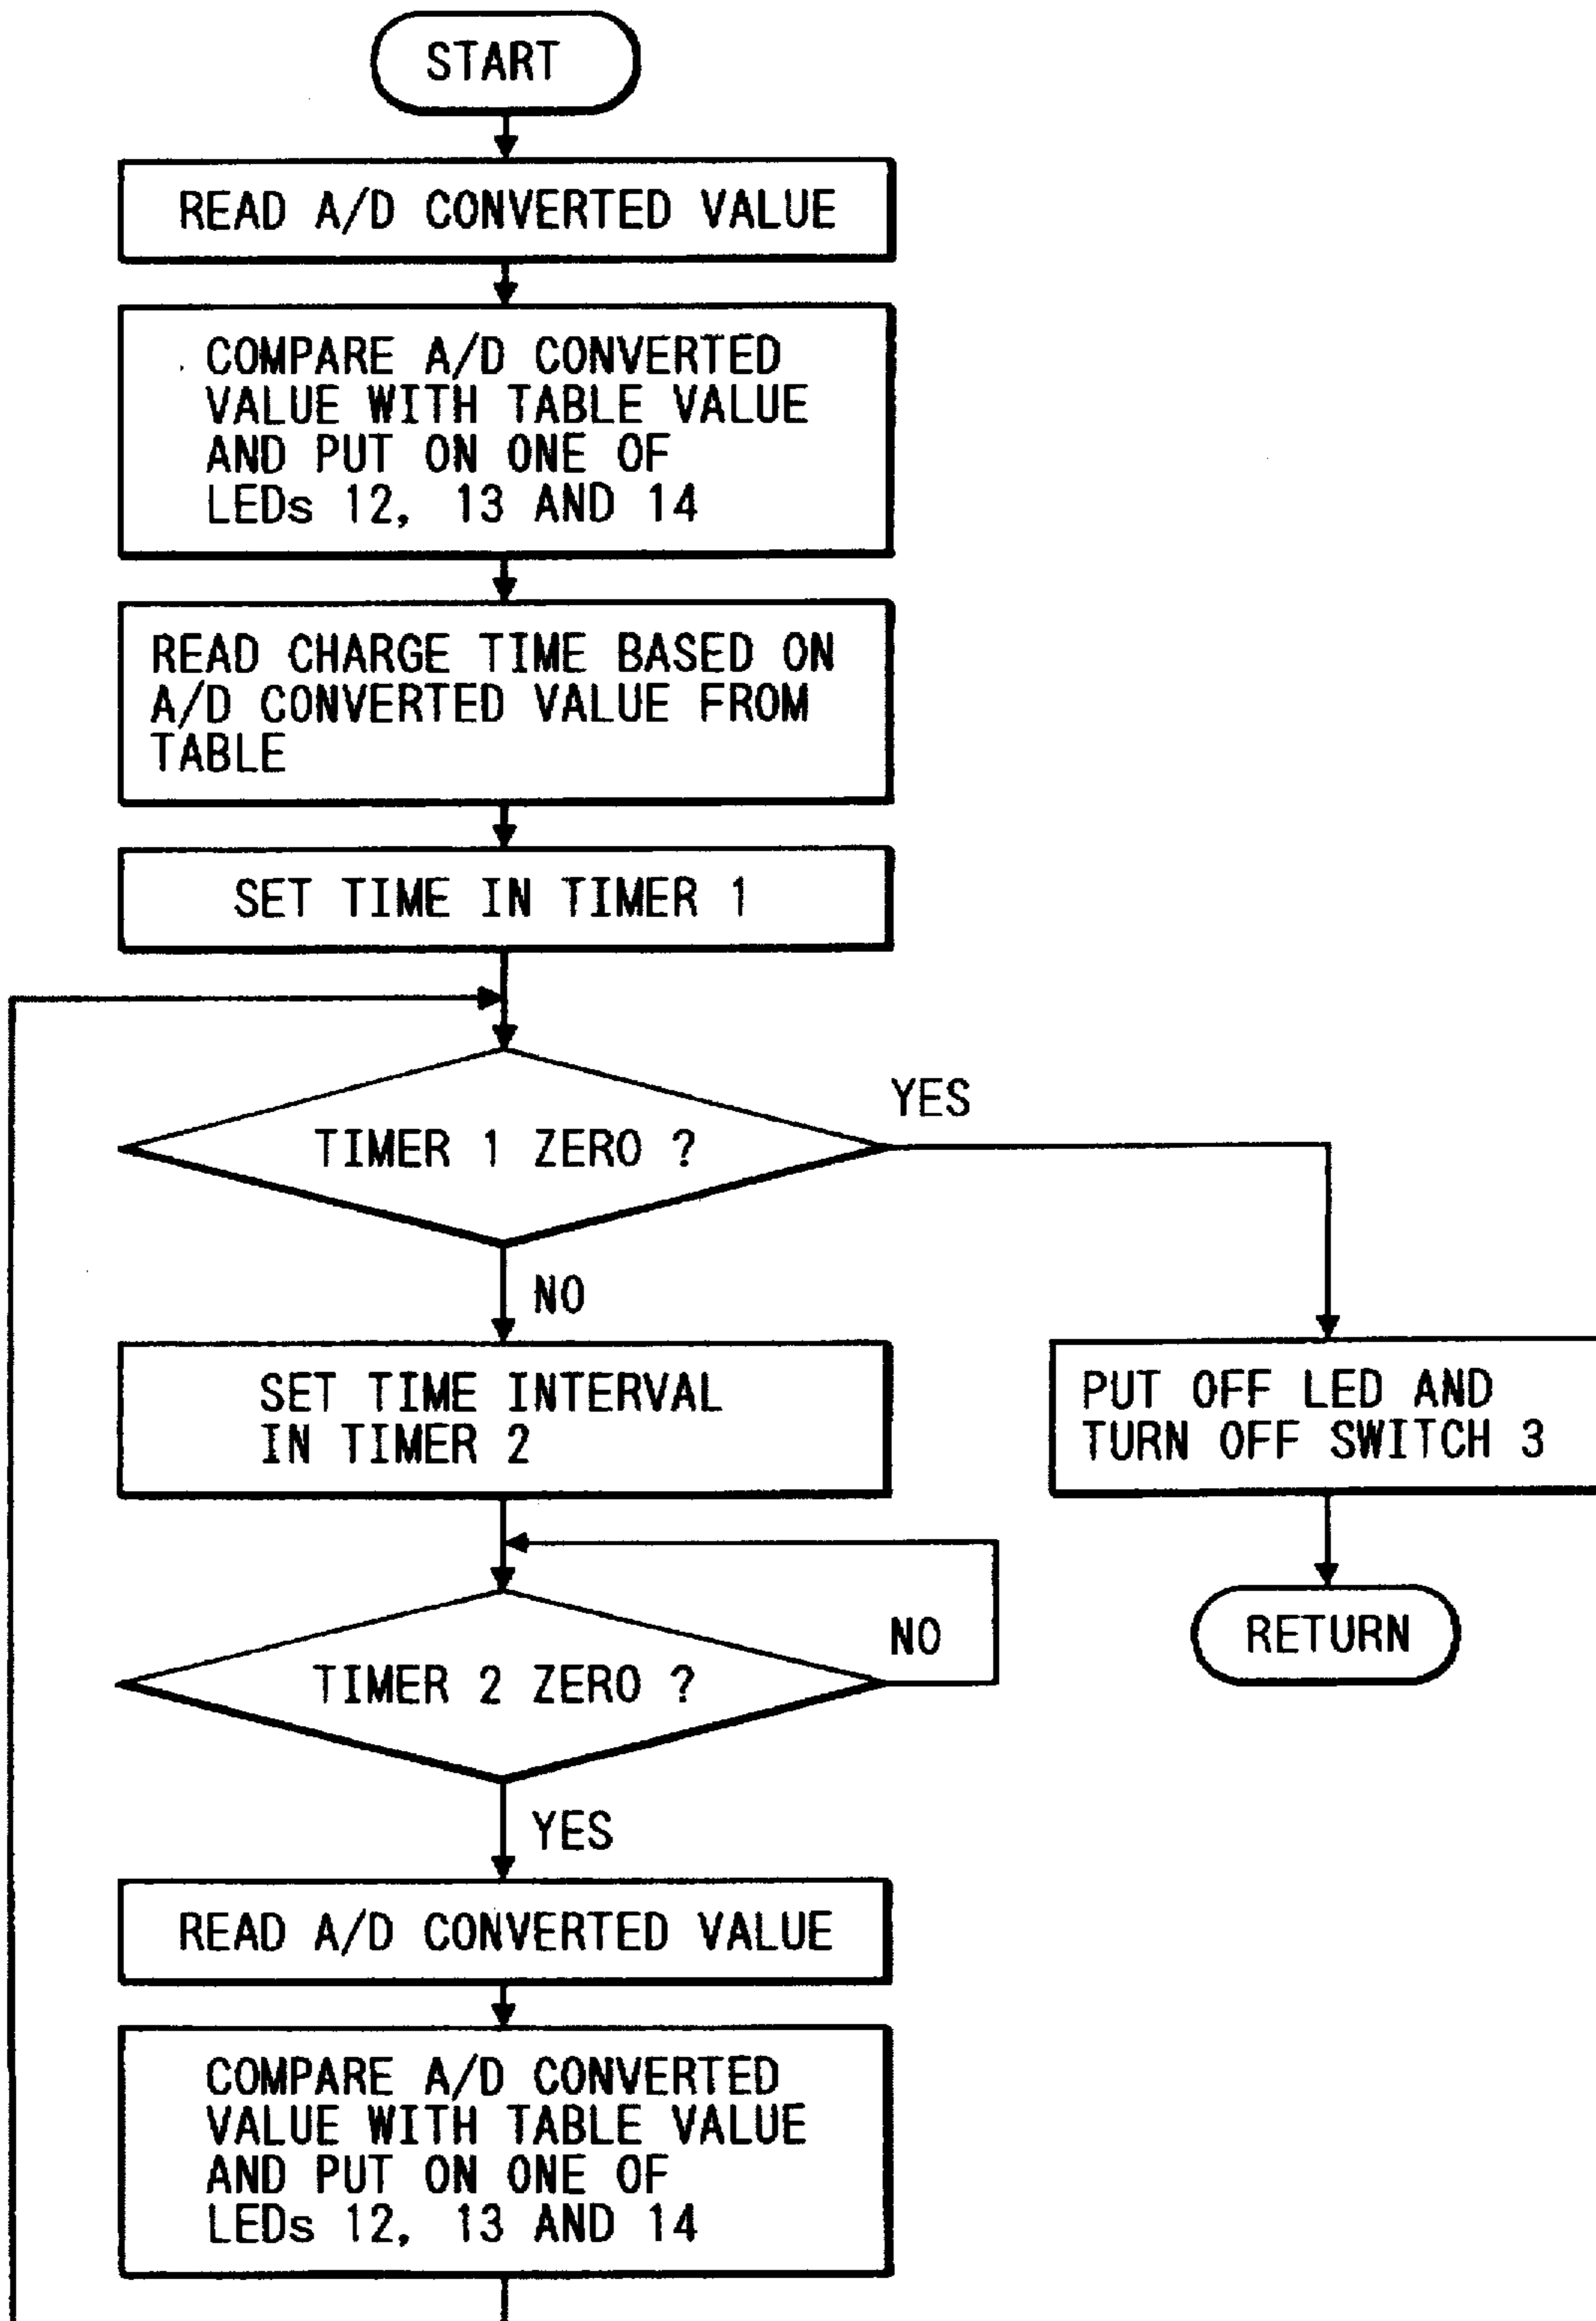 START
READ A/D CONVERTED VALUE
COMPARE A/D CONVERTED
VALUE WITH TABLE VALUE
AND PUT ON ONE OF
LEDs 12, 13 AND 14
READ CHARGE TIME BASED ON
A/D CONVERTED VALUE FROM
TABLE
SET TIME IN TIMER 1
TIMER 1 ZERO ?
YES
NO
SET TIME INTERVAL
IN TIMER 2
PUT OFF LED AND
TURN OFF SWITCH 3
TIMER 2 ZERO ?
NO
RETURN
YES
READ A/D CONVERTED VALUE
COMPARE A/D CONVERTED
VALUE WITH TABLE VALUE
AND PUT ON ONE OF
LEDs 12, 13 AND 14